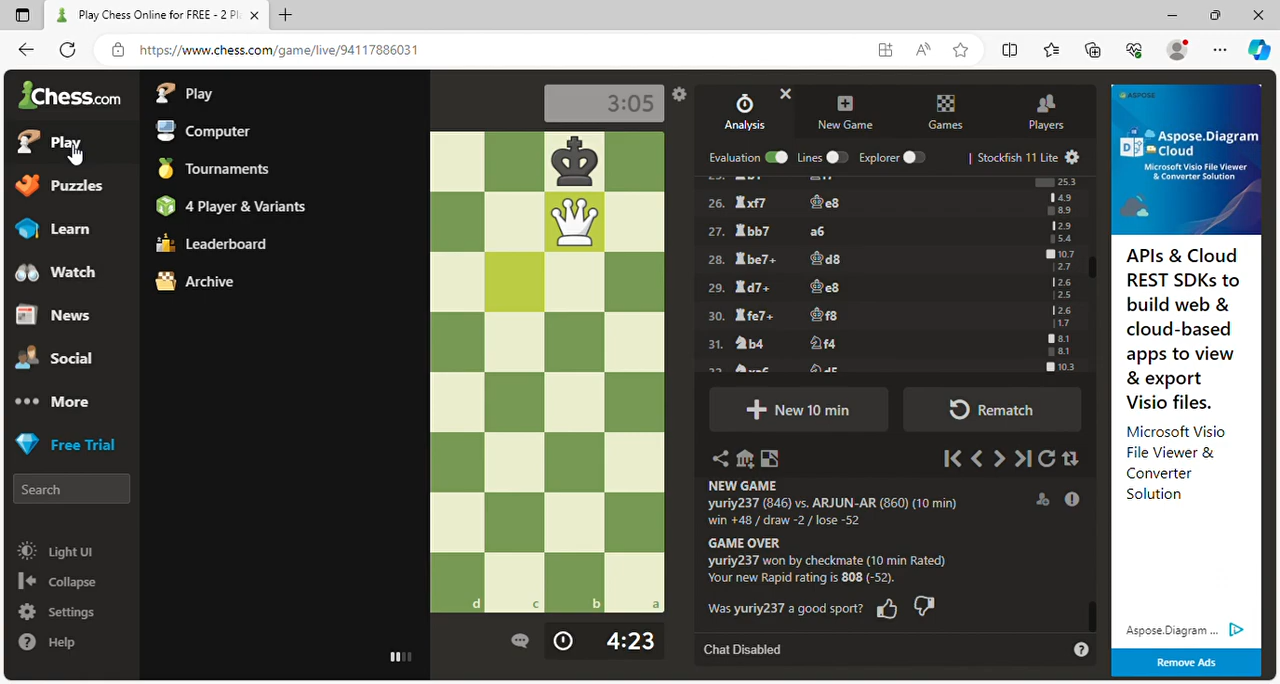 Play Chess Online for FREE - 2 Pl
https://www.chess.com/game/live/94117886031
Chess.com
Play
Puzzles
Learn
Watch
News
Social
More
Free Trial
Search
Light UI
Collapse
Settings
Help
Play
Computer
Tournaments
4 Player & Variants
Leaderboard
Archive
3:05
d c b a
4:23
Analysis
New Game
Games
Players
Evaluation Lines Explorer | Stockfish 11 Lite
25.3
26. xf7 e8 4.9 8.9
27. bb7 a6 2.9 5.4
28. be7+ d8 10.7 2.7
29. d7+ e8 2.6 2.5
30. fe7+ f8 2.6 1.7
31. b4 f4 8.1 8.1
10.3
New 10 min
Rematch
NEW GAME
yuriy237 (846) vs. ARJUN-AR (860) (10 min)
win +48 / draw -2 / lose -52
GAME OVER
yuriy237 won by checkmate (10 min Rated)
Your new Rapid rating is 808 (-52).
Was yuriy237 a good sport?
Chat Disabled
ASPOSE
Aspose.Diagram
Cloud
Microsoft Visio File Viewer
& Converter Solution
APIs & Cloud
REST SDKs to
build web &
cloud-based
apps to view
& export
Visio files.
Microsoft Visio
File Viewer &
Converter
Solution
Aspose.Diagram ...
Remove Ads